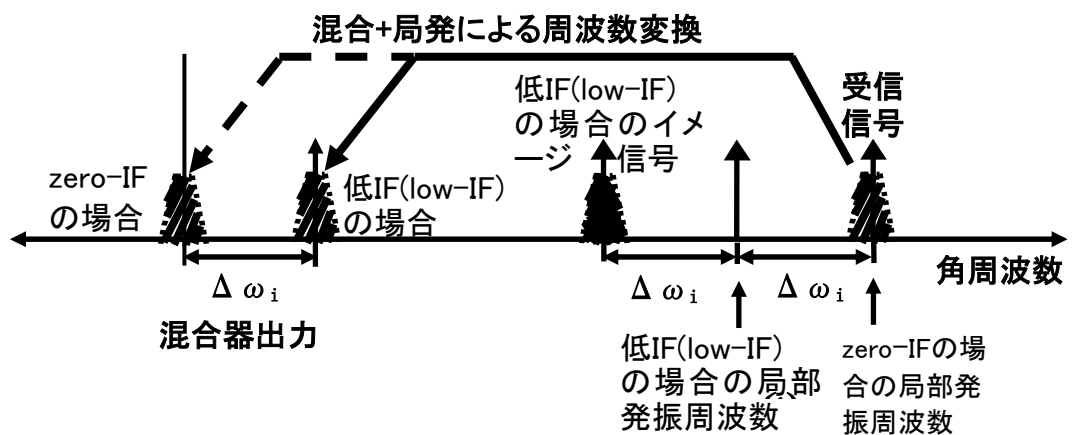 混合+局発による周波数変換
低IF(low-IF)
の場合のイメ
ージ 信号
受信
信号
zero-IF
の場合
低IF(low-IF)
の場合
角周波数
Δωi
Δωi
Δωi
混合器出力
低IF(low-IF)
の場合の局部
発振周波数
zero-IFの場
合の局部発
振周波数